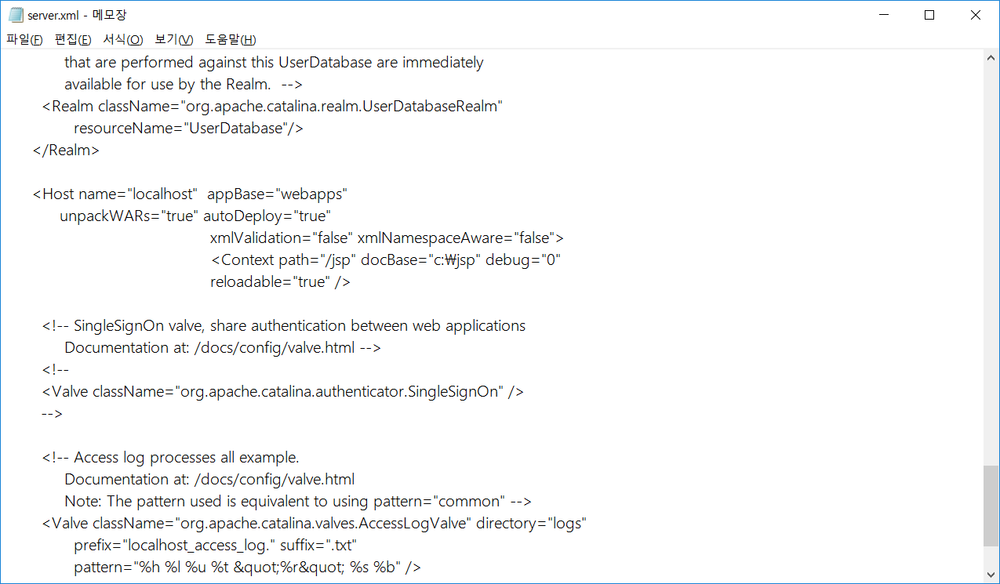 server.xml - 메모장
파일(F) 편집(E) 서식(O) 보기(V) 도움말(H)
that are performed against this UserDatabase are immediately
available for use by the Realm.  -->
<Realm className="org.apache.catalina.realm.UserDatabaseRealm"
resourceName="UserDatabase"/>
</Realm>
<Host name="localhost"  appBase="webapps"
unpackWARs="true" autoDeploy="true"
xmlValidation="false" xmlNamespaceAware="false">
<Context path="/jsp" docBase="c:₩jsp" debug="0"
reloadable="true" />
<!-- SingleSignOn valve, share authentication between web applications
Documentation at: /docs/config/valve.html -->
<!--
<Valve className="org.apache.catalina.authenticator.SingleSignOn" />
-->
<!-- Access log processes all example.
Documentation at: /docs/config/valve.html
Note: The pattern used is equivalent to using pattern="common" -->
<Valve className="org.apache.catalina.valves.AccessLogValve" directory="logs"
prefix="localhost_access_log." suffix=".txt"
pattern="%h %l %u %t &quot;%r&quot; %s %b" />